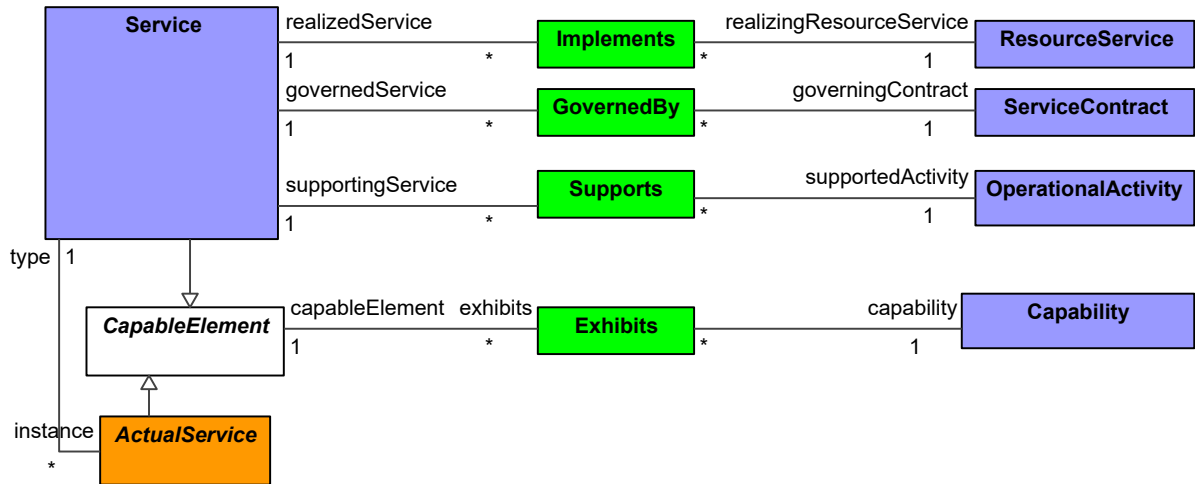 Service
realizedService
Implements
realizingResourceService
ResourceService
1
*
*
1
governedService
GovernedBy
governingContract
ServiceContract
1
*
*
1
supportingService
Supports
supportedActivity
OperationalActivity
1
*
*
1
type
1
CapableElement
capableElement
exhibits
Exhibits
capability
Capability
1
*
*
1
instance
*
ActualService